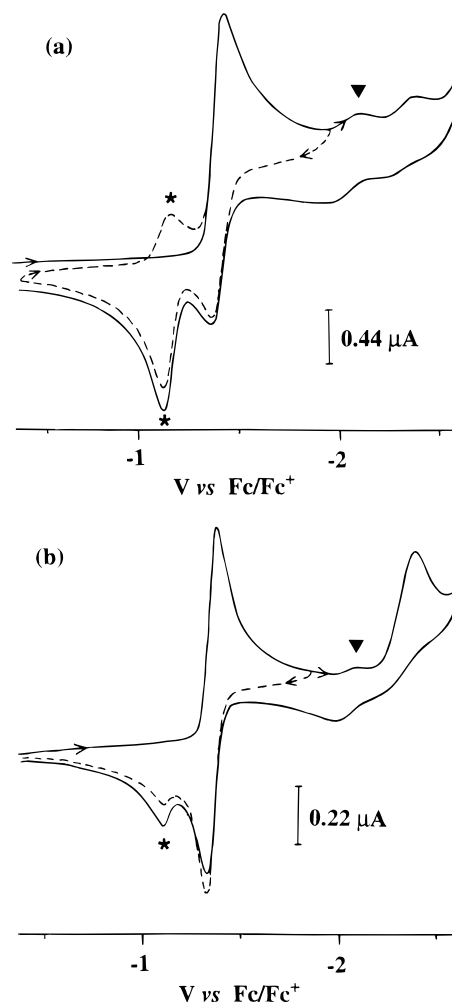 (a)
*
0.44 μA
*
-1 -2
V vs Fc/Fc+
(b)
0.22 μA
*
-1 -2
V vs Fc/Fc+